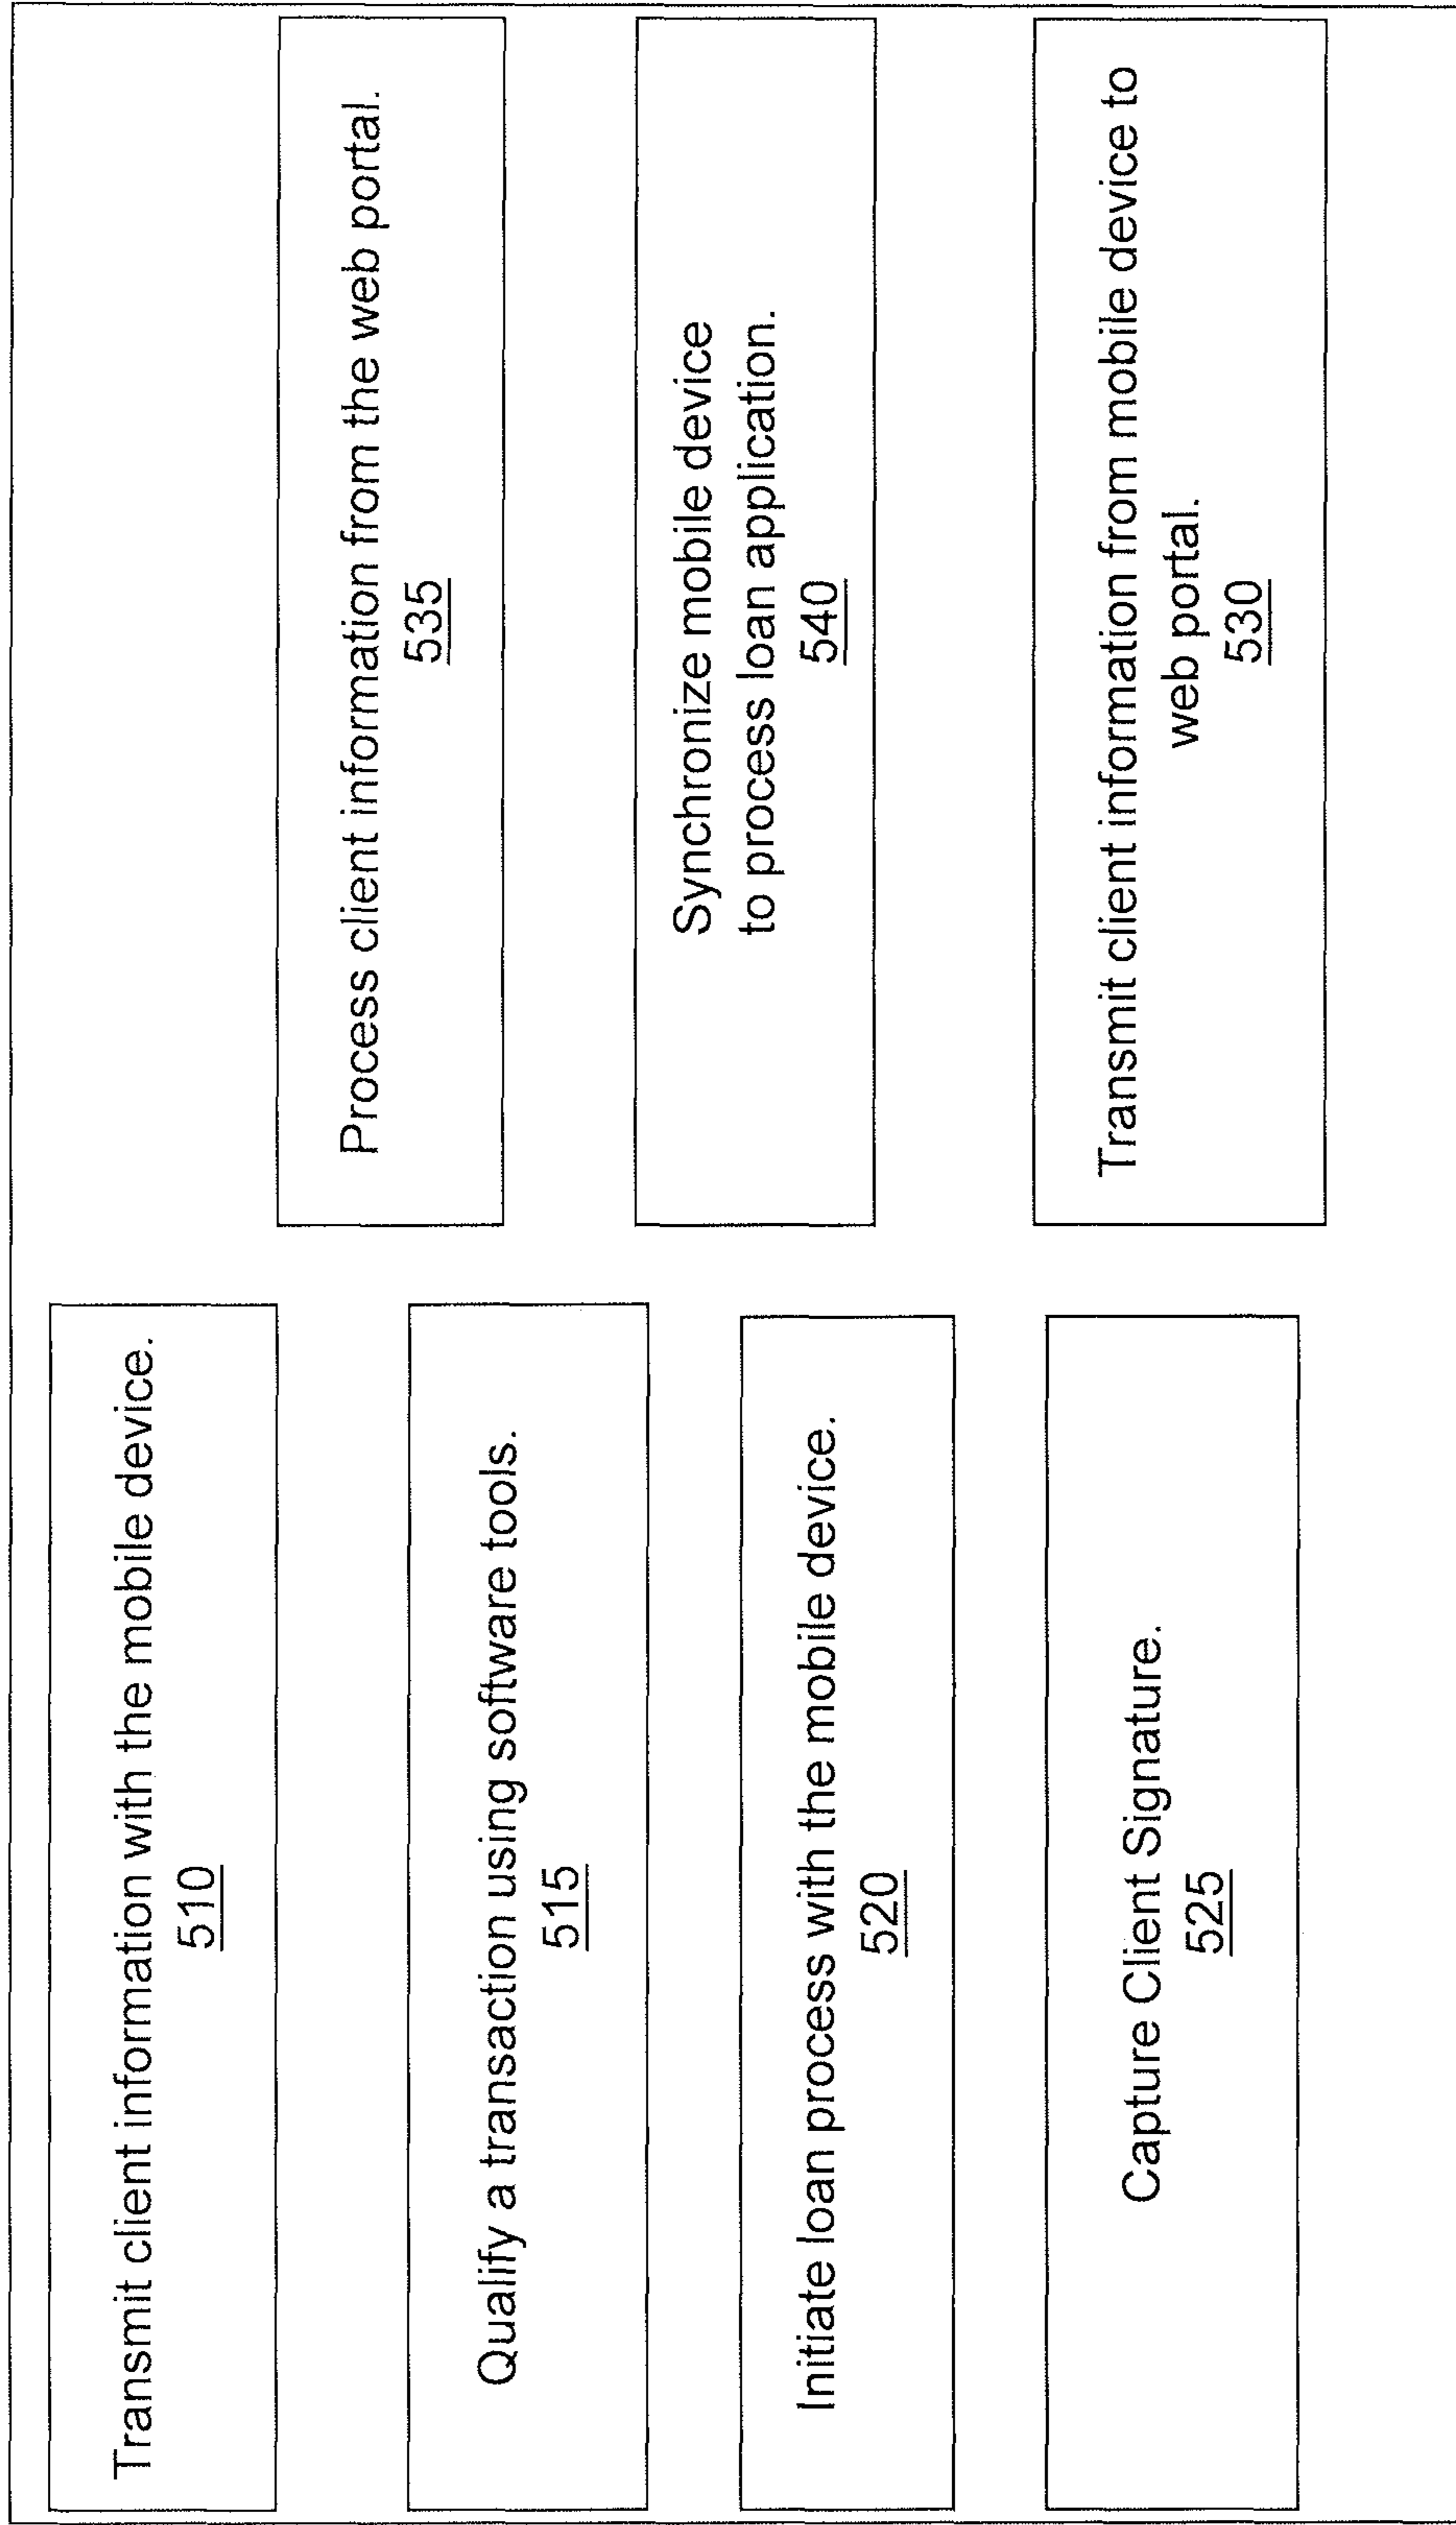 Transmit client information with the mobile device.
510
Qualify a transaction using software tools.
515
Initiate loan process with the mobile device.
520
Capture Client Signature.
525
Process client information from the web portal.
535
Synchronize mobile device
to process loan application.
540
Transmit client information from mobile device to
web portal.
530